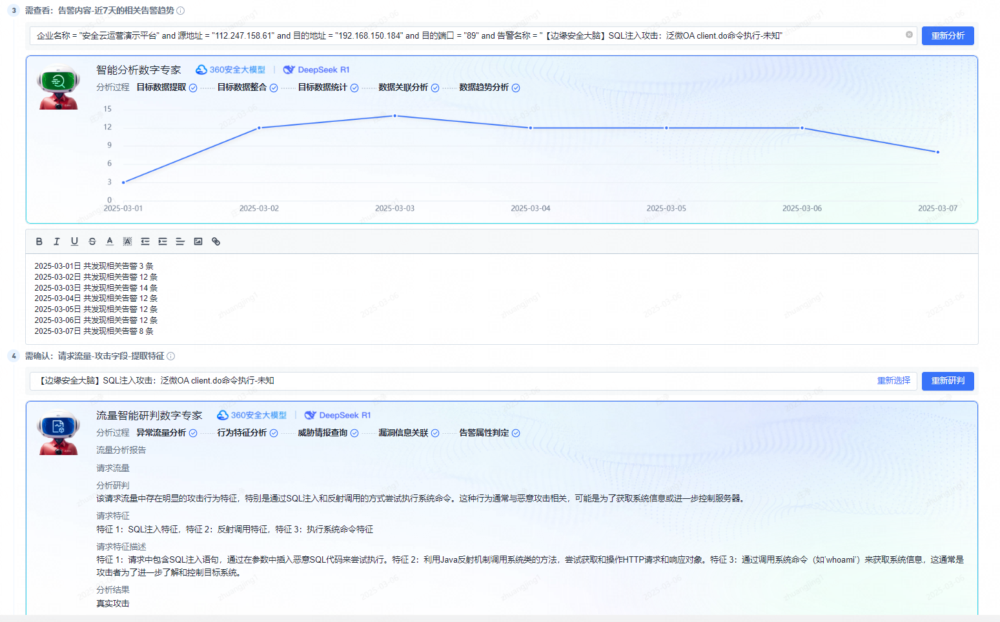 3 需查看：告警内容-近7天的相关告警趋势
企业名称 = "安全云运营演示平台" and 源地址 = "112.247.158.61" and 目的地址 = "192.168.150.184" and 目的端口 = "89" and 告警名称 = "【边缘安全大脑】SQL注入攻击：泛微OA client.do命令执行-未知"
重新分析
智能分析数字专家 360安全大模型 | DeepSeek R1
分析过程 目标数据提取 目标数据整合 目标数据统计 数据关联分析 数据趋势分析
15
12
9
6
3
0
2025-03-01 2025-03-02 2025-03-03 2025-03-04 2025-03-05 2025-03-06 2025-03-07
B I U S A A
2025-03-01日 共发现相关告警 3 条
2025-03-02日 共发现相关告警 12 条
2025-03-03日 共发现相关告警 14 条
2025-03-04日 共发现相关告警 12 条
2025-03-05日 共发现相关告警 12 条
2025-03-06日 共发现相关告警 12 条
2025-03-07日 共发现相关告警 8 条
4 需确认：请求流量-攻击字段-提取特征
【边缘安全大脑】SQL注入攻击：泛微OA client.do命令执行-未知
重新选择
重新研判
流量智能研判数字专家 360安全大模型 | DeepSeek R1
分析过程 异常流量分析 行为特征分析 威胁情报查询 漏洞信息关联 告警属性判定
流量分析报告
请求流量
分析研判
该请求流量中存在明显的攻击行为特征，特别是通过SQL注入和反射调用的方式尝试执行系统命令。这种行为通常与恶意攻击相关，可能是为了获取系统信息或进一步控制服务器。
请求特征
特征 1：SQL注入特征，特征 2：反射调用特征，特征 3：执行系统命令特征
请求特征描述
特征 1：请求中包含SQL注入语句，通过在参数中插入恶意SQL代码来尝试执行。特征 2：利用Java反射机制调用系统类的方法，尝试获取和操作HTTP请求和响应对象。特征 3：通过调用系统命令（如'whoami'）来获取系统信息，这通常是
攻击者为了进一步了解和控制目标系统。
分析结果
真实攻击